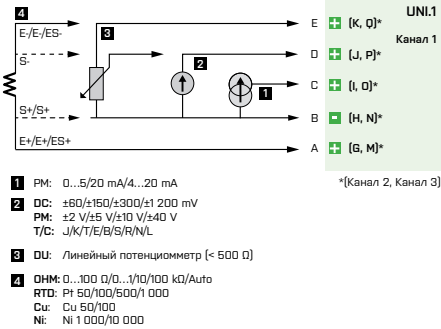 4
E-/E-/ES-
S-
S+/S+
E+/E+/ES+
3
2
1
UNI.1
Канал 1
E + (K, Q)*
D + (J, P)*
C + (I, O)*
B - (H, N)*
A + (G, M)*
*(Канал 2, Канал 3)
1 PM: 0...5/20 mA/4...20 mA
2 DC: ±60/±150/±300/±1 200 mV
PM: ±2 V/±5 V/±10 V/±40 V
T/C: J/K/T/E/B/S/R/N/L
3 DU: Линейный потенциомметр (< 500 Ω)
4 OHM: 0...100 Ω/0...1/10/100 kΩ/Auto
RTD: Pt 50/100/500/1 000
Cu: Cu 50/100
Ni: Ni 1 000/10 000